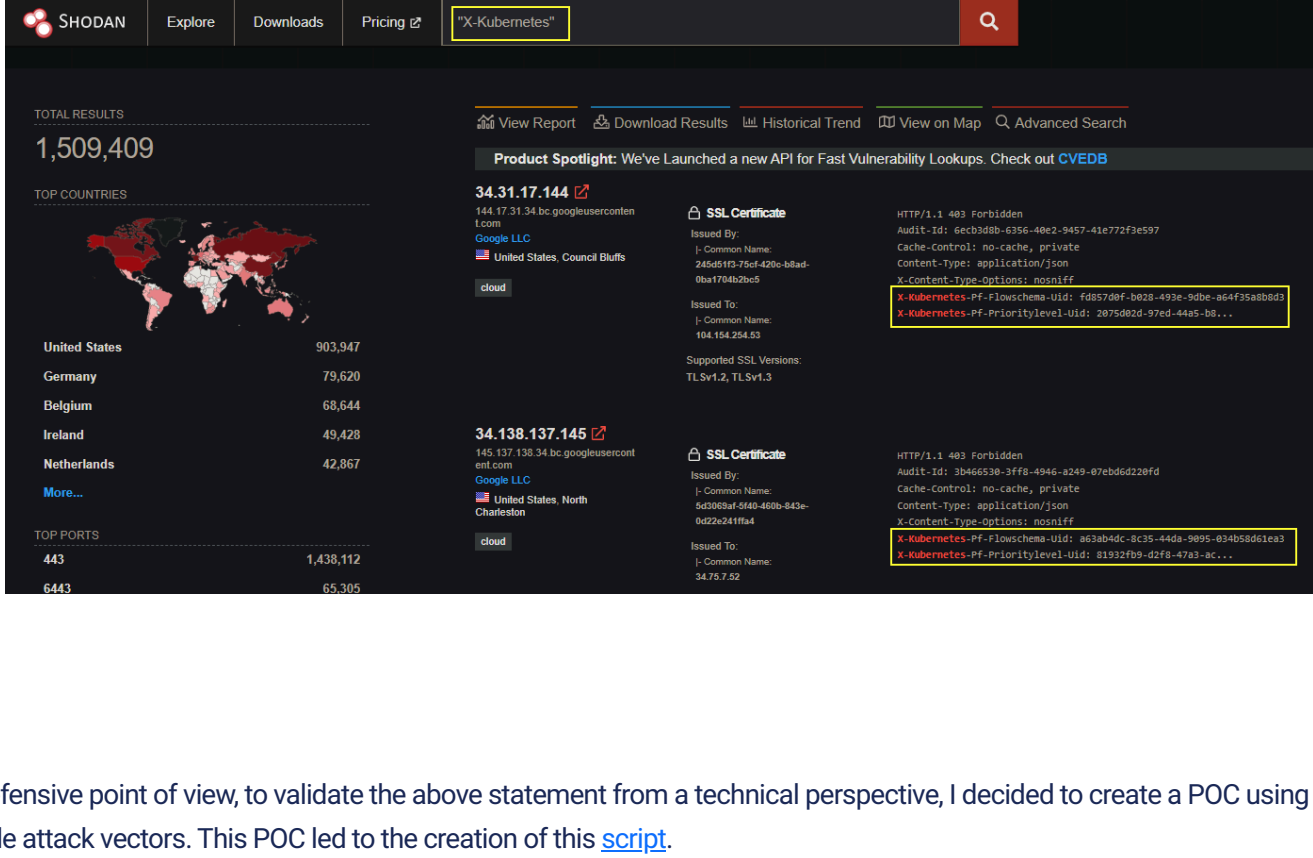 SHODAN Explore Downloads Pricing "X-Kubernetes"
TOTAL RESULTS
1,509,409
TOP COUNTRIES
United States 903,947
Germany 79,620
Belgium 68,644
Ireland 49,428
Netherlands 42,867
More...
TOP PORTS
443 1,438,112
6443 65,305
View Report Download Results Historical Trend View on Map Advanced Search
Product Spotlight: We've Launched a new API for Fast Vulnerability Lookups. Check out CVEDB
34.31.17.144
144.17.31.34.bc.googleuserconten
t.com
Google LLC
United States, Council Bluffs
cloud
SSL Certificate
Issued By:
|- Common Name:
245d51f3-75cf-420c-b8ad-
0ba1704b2bc5
Issued To:
|- Common Name:
104.154.254.53
Supported SSL Versions:
TLSv1.2, TLSv1.3
HTTP/1.1 403 Forbidden
Audit-Id: 6ecb3d8b-6356-40e2-9457-41e772f3e597
Cache-Control: no-cache, private
Content-Type: application/json
X-Content-Type-Options: nosniff
X-Kubernetes-Pf-Flowschema-Uid: fd857d0f-b028-493e-9dbe-a64f35a8b8d3
X-Kubernetes-Pf-Prioritylevel-Uid: 2075d02d-97ed-44a5-b8...
34.138.137.145
145.137.138.34.bc.googleusercont
ent.com
Google LLC
United States, North
Charleston
cloud
SSL Certificate
Issued By:
|- Common Name:
5d3069af-5f40-460b-843e-
0d22e241ffa4
Issued To:
|- Common Name:
34.75.7.52
HTTP/1.1 403 Forbidden
Audit-Id: 3b466530-3ff8-4946-a249-07ebd6d220fd
Cache-Control: no-cache, private
Content-Type: application/json
X-Content-Type-Options: nosniff
X-Kubernetes-Pf-Flowschema-Uid: a63ab4dc-8c35-44da-9095-034b58d61ea3
X-Kubernetes-Pf-Prioritylevel-Uid: 81932fb9-d2f8-47a3-ac...
fensive point of view, to validate the above statement from a technical perspective, I decided to create a POC using
le attack vectors. This POC led to the creation of this script.